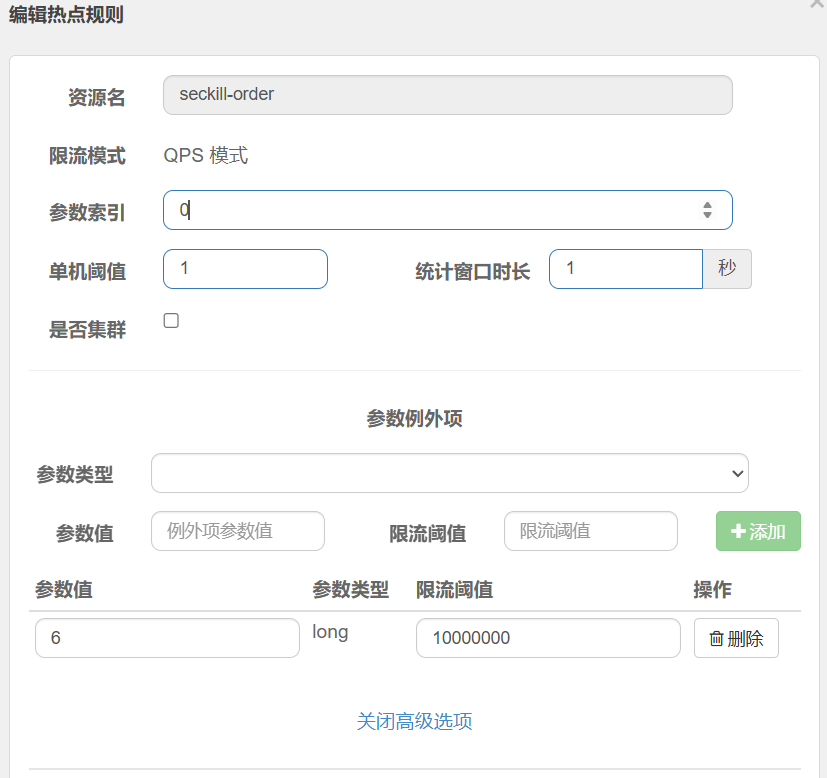 编辑热点规则
资源名 seckill-order
限流模式 QPS 模式
参数索引 0
单机阈值 1 统计窗口时长 1 秒
是否集群
参数例外项
参数类型
参数值 例外项参数值 限流阈值 限流阈值 添加
参数值 参数类型 限流阈值 操作
6 long 10000000 删除
关闭高级选项